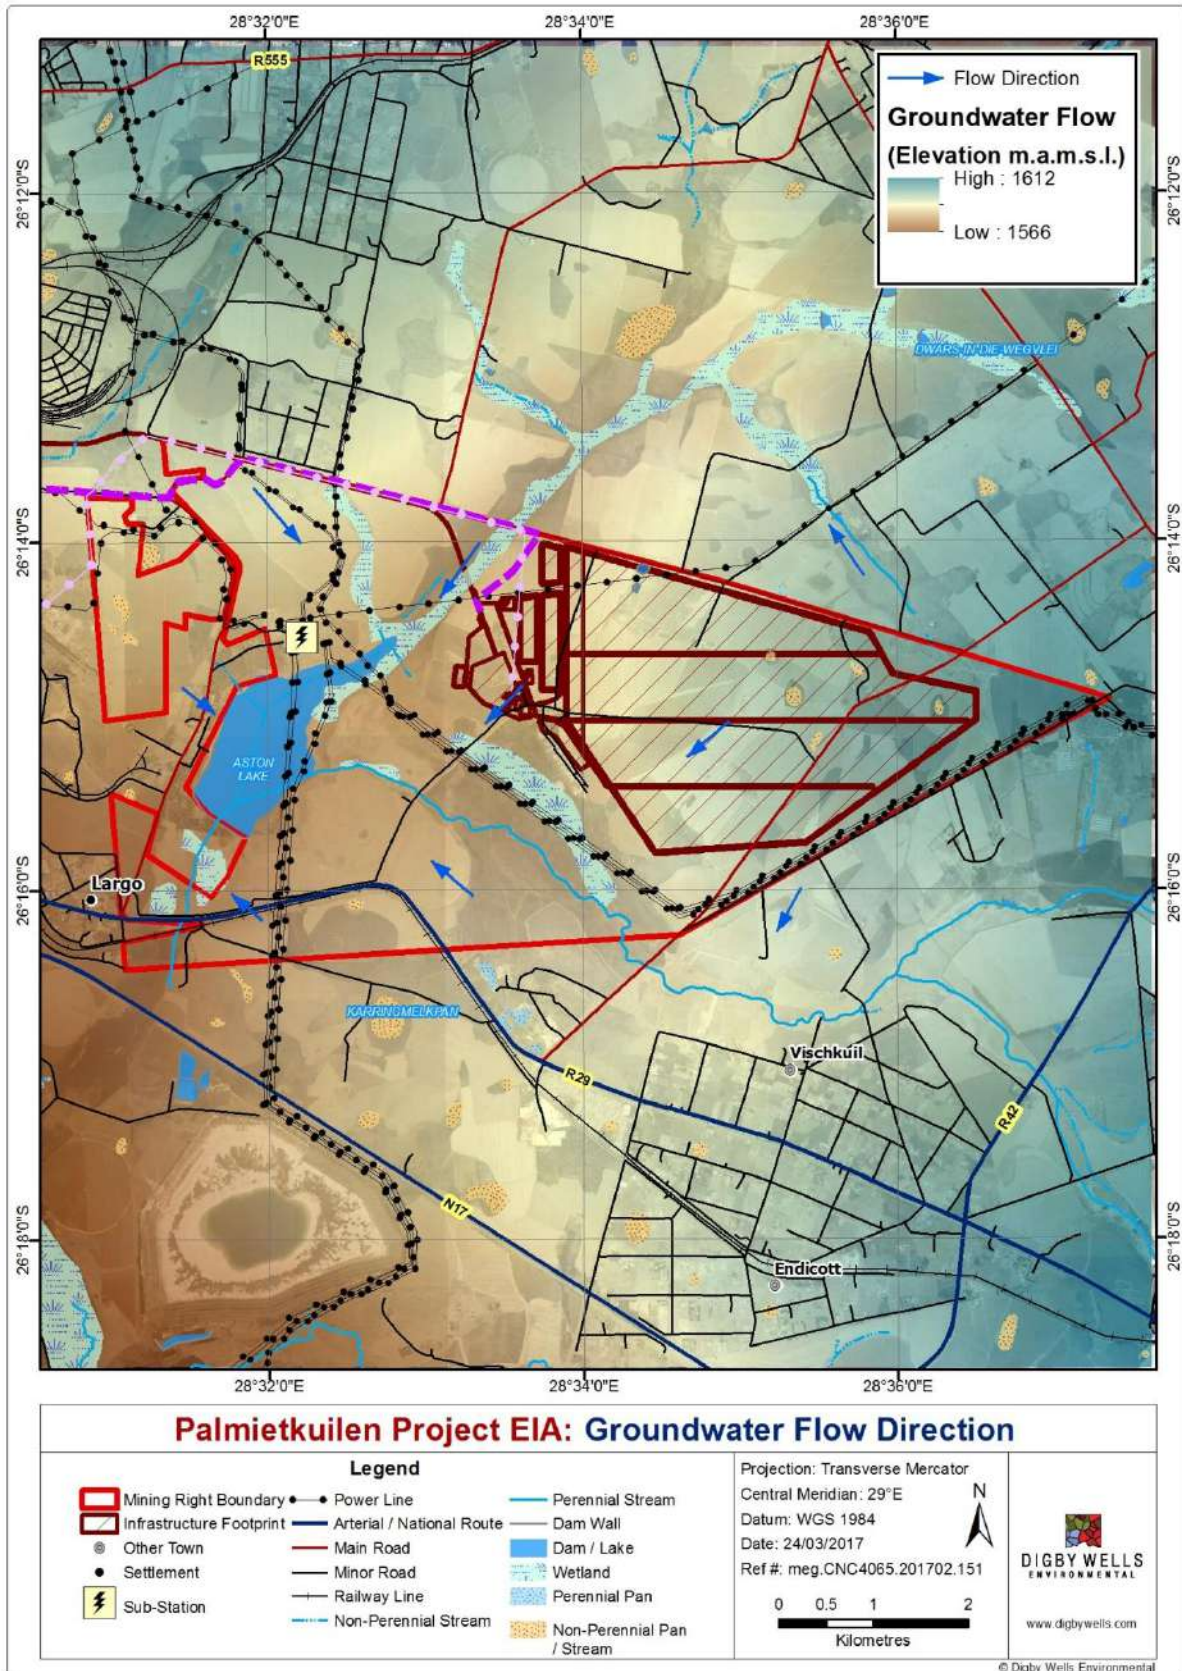 28°32'0"E
28°34'0"E
28°36'0"E
R555
Flow Direction
Groundwater Flow
(Elevation m.a.m.s.l.)
High : 1612
Low : 1566
26°12'0"S
26°12'0"S
DWARS-IN-DIE-WEGVLEI
26°14'0"S
26°14'0"S
ASTON
LAKE
Largo
26°16'0"S
26°16'0"S
KARRINGMELKPAN
Vischkuil
R29
R42
N17
26°18'0"S
26°18'0"S
Endicott
28°32'0"E
28°34'0"E
28°36'0"E
Palmietkuilen Project EIA: Groundwater Flow Direction
Legend
Mining Right Boundary
Infrastructure Footprint
Other Town
Settlement
Sub-Station
Power Line
Arterial / National Route
Main Road
Minor Road
Railway Line
Non-Perennial Stream
Perennial Stream
Dam Wall
Dam / Lake
Wetland
Perennial Pan
Non-Perennial Pan
/ Stream
Projection: Transverse Mercator
Central Meridian: 29°E
Datum: WGS 1984
Date: 24/03/2017
Ref #: meg.CNC4065.201702.151
N
0 0.5 1 2
Kilometres
DIGBY WELLS
ENVIRONMENTAL
www.digbywells.com
© Digby Wells Environmental